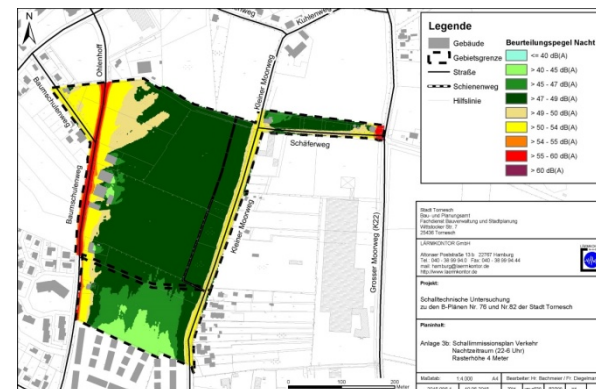 N
Ohlenhoff
Baumschulenweg
Kuhlenweg
Kleiner Moorweg
Schäferweg
Baumschulenweg
Kleiner Moorweg
Grosser Moorweg (K22)
0
100
200
Legende
Gebäude
Gebietsgrenze
Straße
Schienenweg
Hilfslinie
Beurteilungspegel Nacht
<= 40 dB(A)
> 40 - 45 dB(A)
> 45 - 47 dB(A)
> 47 - 49 dB(A)
> 49 - 50 dB(A)
> 50 - 54 dB(A)
> 54 - 55 dB(A)
> 55 - 60 dB(A)
> 60 dB(A)
Stadt Tornesch
Bau- und Planungsamt
Fachdienst Bauverwaltung und Stadtplanung
Wittstocker Str. 7
25436 Tornesch
LÄRMKONTOR GmbH
Altonaer Poststraße 13 b 22767 Hamburg
Tel.: 040 - 38 99 94.0 Fax: 040 - 38 99 94.44
mail: hamburg@laermkontor.de
http://www.laermkontor.de
Projekt:
Schalltechnische Untersuchung
zu den B-Plänen Nr. 76 und Nr.82 der Stadt Tornesch
Planinhalt:
Anlage 3b: Schallimmissionsplan Verkehr
Nachtzeitraum (22-6 Uhr)
Rasterhöhe 4 Meter
Maßstab: 1:4.000 A4